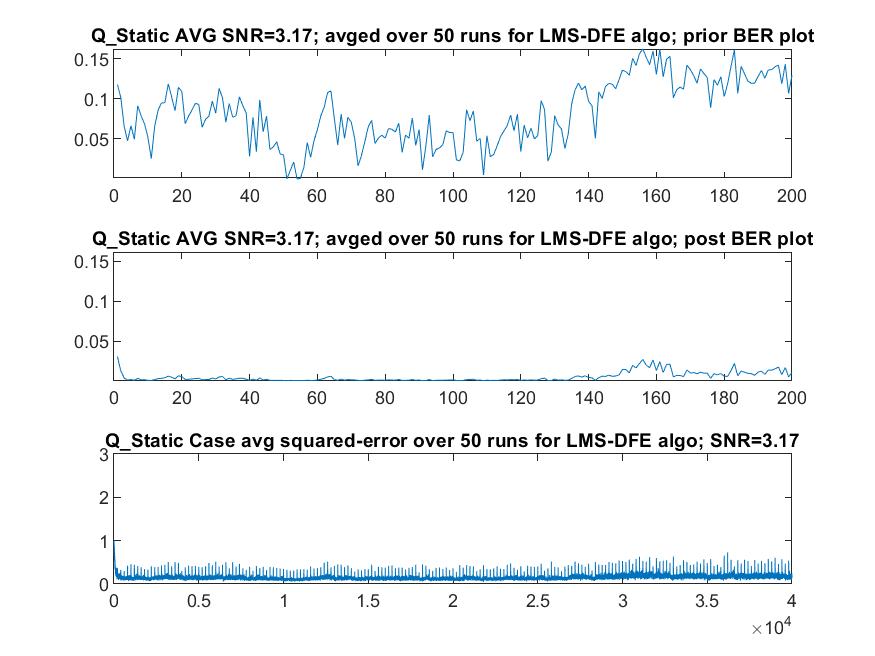 Q_Static AVG SNR=3.17; avged over 50 runs for LMS-DFE algo; prior BER plot
0.15
0.1
0.05
0 20 40 60 80 100 120 140 160 180 200
Q_Static AVG SNR=3.17; avged over 50 runs for LMS-DFE algo; post BER plot
0.15
0.1
0.05
0 20 40 60 80 100 120 140 160 180 200
Q_Static Case avg squared-error over 50 runs for LMS-DFE algo; SNR=3.17
3
2
1
0
0 0.5 1 1.5 2 2.5 3 3.5 4
×10⁴